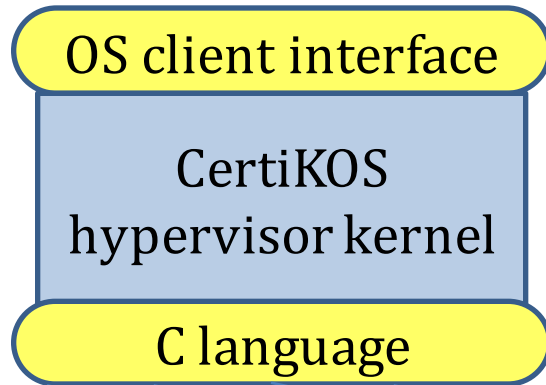 OS client interface
CertiKOS
hypervisor kernel
C language